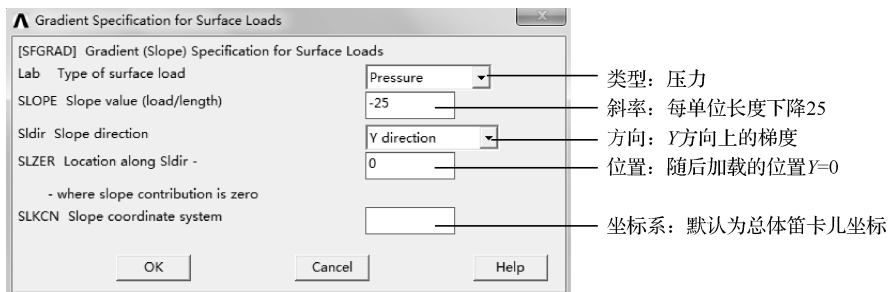 Gradient Specification for Surface Loads
[SFGRAD] Gradient (Slope) Specification for Surface Loads
Lab Type of surface load Pressure 类型：压力
SLOPE Slope value (load/length) -25 斜率：每单位长度下降25
Sldir Slope direction Y direction 方向：Y方向上的梯度
SLZER Location along Sldir - 0 位置：随后加载的位置Y=0
- where slope contribution is zero
SLKCN Slope coordinate system 坐标系：默认为总体笛卡儿坐标
OK Cancel Help